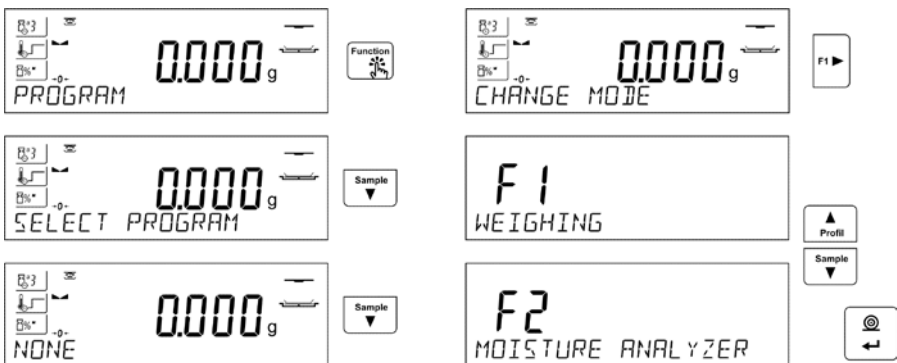 0.000 g
Function
PROGRAM
0.000 g
Sample
SELECT PROGRAM
0.000 g
Sample
NONE
0.000 g
F1
CHANGE MODE
F1
WEIGHING
Profil
Sample
F2
MOISTURE ANALYZER